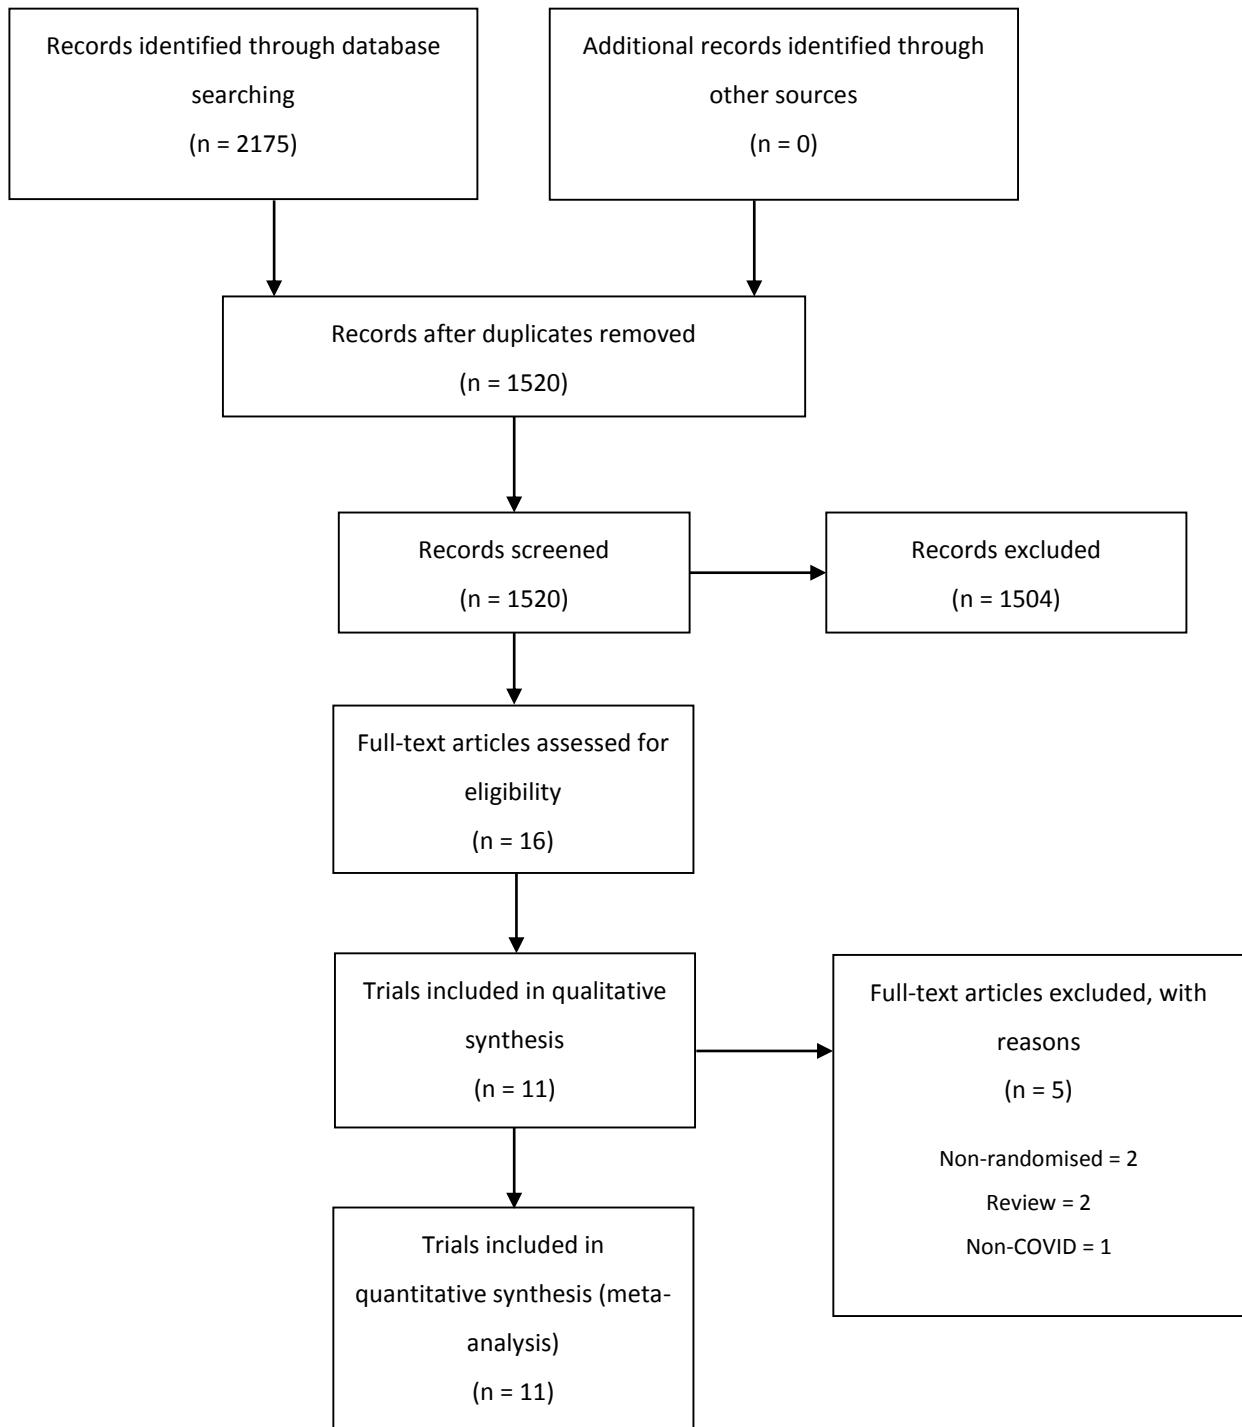 Records identified through database
searching
(n = 2175)
Additional records identified through
other sources
(n = 0)
Records after duplicates removed
(n = 1520)
Records screened
(n = 1520)
Records excluded
(n = 1504)
Full-text articles assessed for
eligibility
(n = 16)
Trials included in qualitative
synthesis
(n = 11)
Full-text articles excluded, with
reasons
(n = 5)
Non-randomised = 2
Review = 2
Non-COVID = 1
Trials included in
quantitative synthesis (meta-
analysis)
(n = 11)